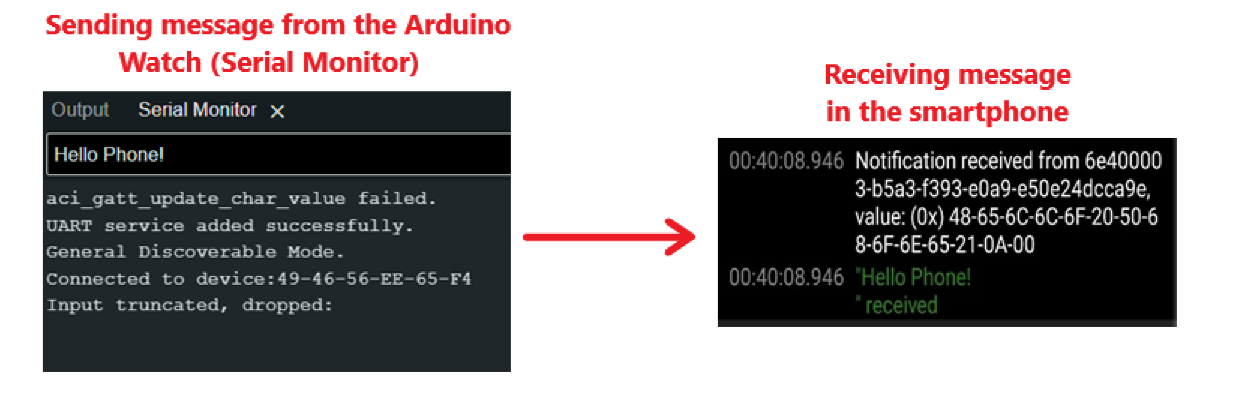 Sending message from the Arduino
Watch (Serial Monitor)
Output Serial Monitor ×
Hello Phone!
aci_gatt_update_char_value failed.
UART service added successfully.
General Discoverable Mode.
Connected to device:49-46-56-EE-65-F4
Input truncated, dropped:
Receiving message
in the smartphone
00:40:08.946 Notification received from 6e40000
3-b5a3-f393-e0a9-e50e24dcca9e,
value: (0x) 48-65-6C-6C-6F-20-50-6
8-6F-6E-65-21-0A-00
00:40:08.946 "Hello Phone!
" received